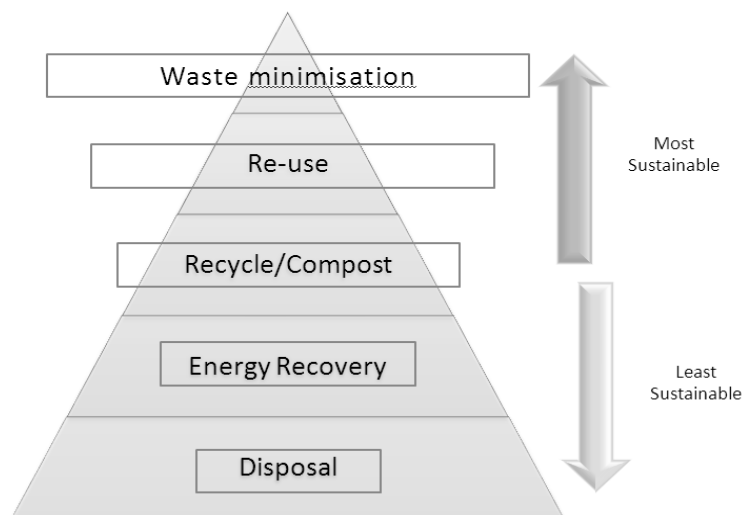 Waste minimisation
Most
Sustainable
Re-use
Recycle/Compost
Energy Recovery
Least
Sustainable
Disposal